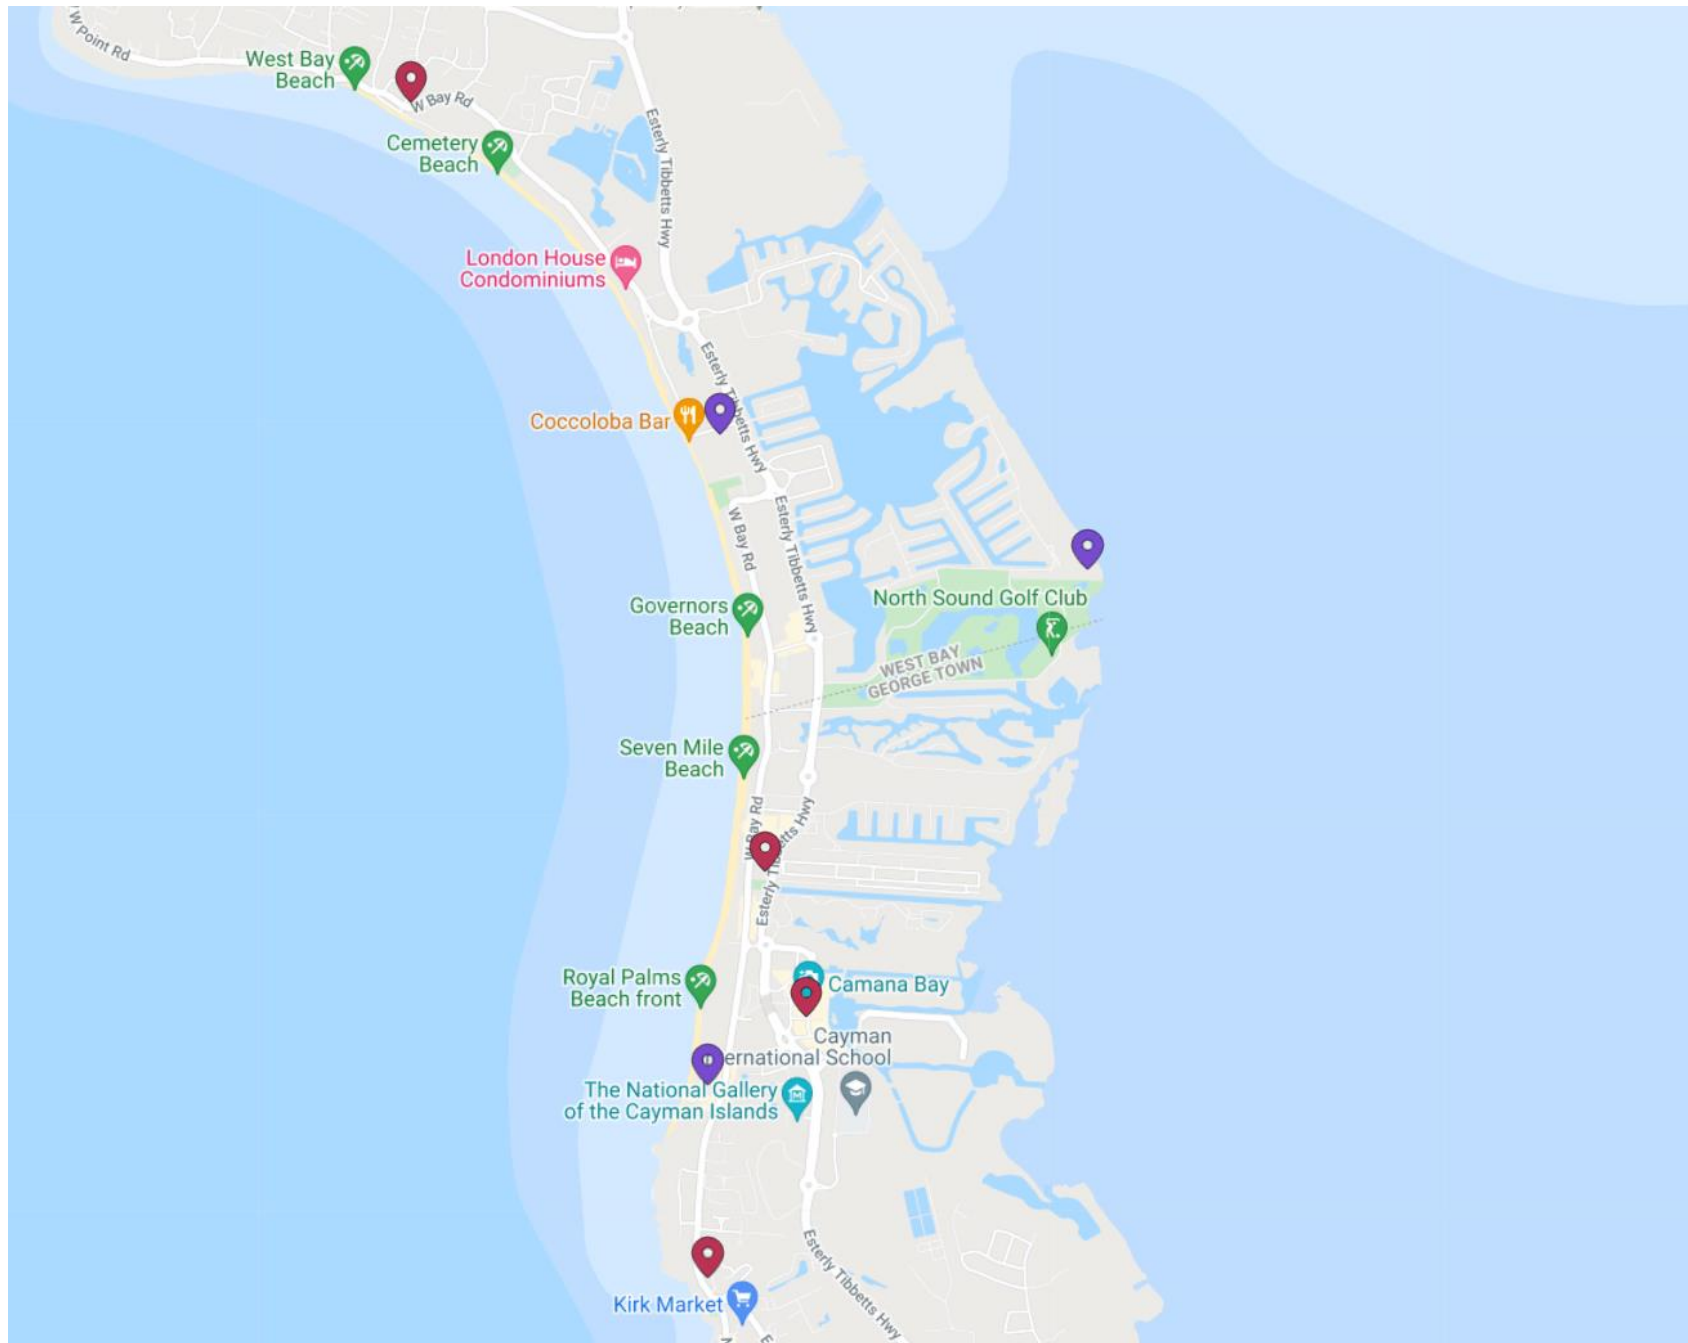 W W Point Rd
West Bay
Beach
W Bay Rd
Cemetery
Beach
Esterly Tibbetts Hwy
London House
Condominiums
Esterly Tibbetts Hwy
Coccoloba Bar
Esterly Tibbetts Hwy
W Bay Rd
Governors
Beach
North Sound Golf Club
WEST BAY
GEORGE TOWN
Seven Mile
Beach
W Bay Rd
Esterly Tibbetts Hwy
Royal Palms
Beach front
Camana Bay
Cayman
ernational School
The National Gallery
of the Cayman Islands
Esterly Tibbetts Hwy
Kirk Market